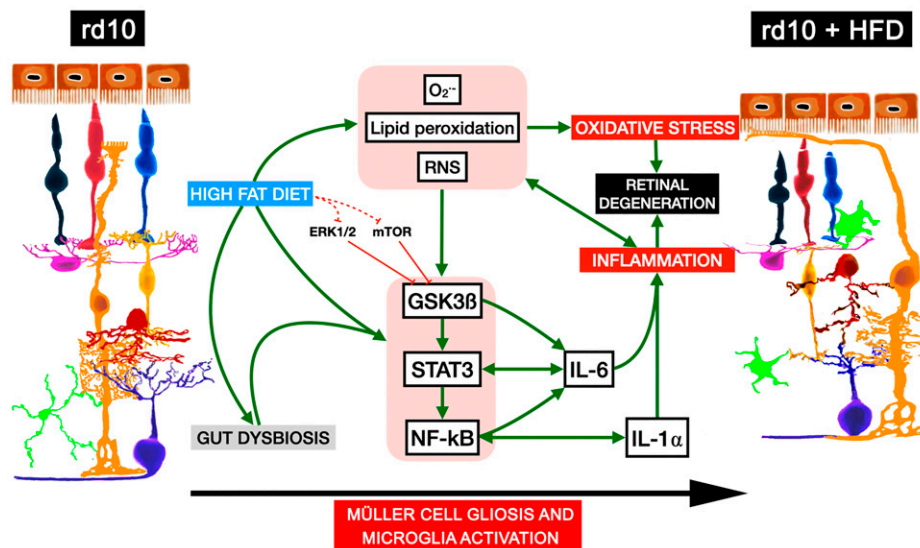 rd10
rd10 + HFD
O₂·-
Lipid peroxidation
RNS
OXIDATIVE STRESS
HIGH FAT DIET
RETINAL
DEGENERATION
ERK1/2
mTOR
INFLAMMATION
GSK3ß
STAT3
IL-6
GUT DYSBIOSIS
NF-kB
IL-1α
MÜLLER CELL GLIOSIS AND
MICROGLIA ACTIVATION